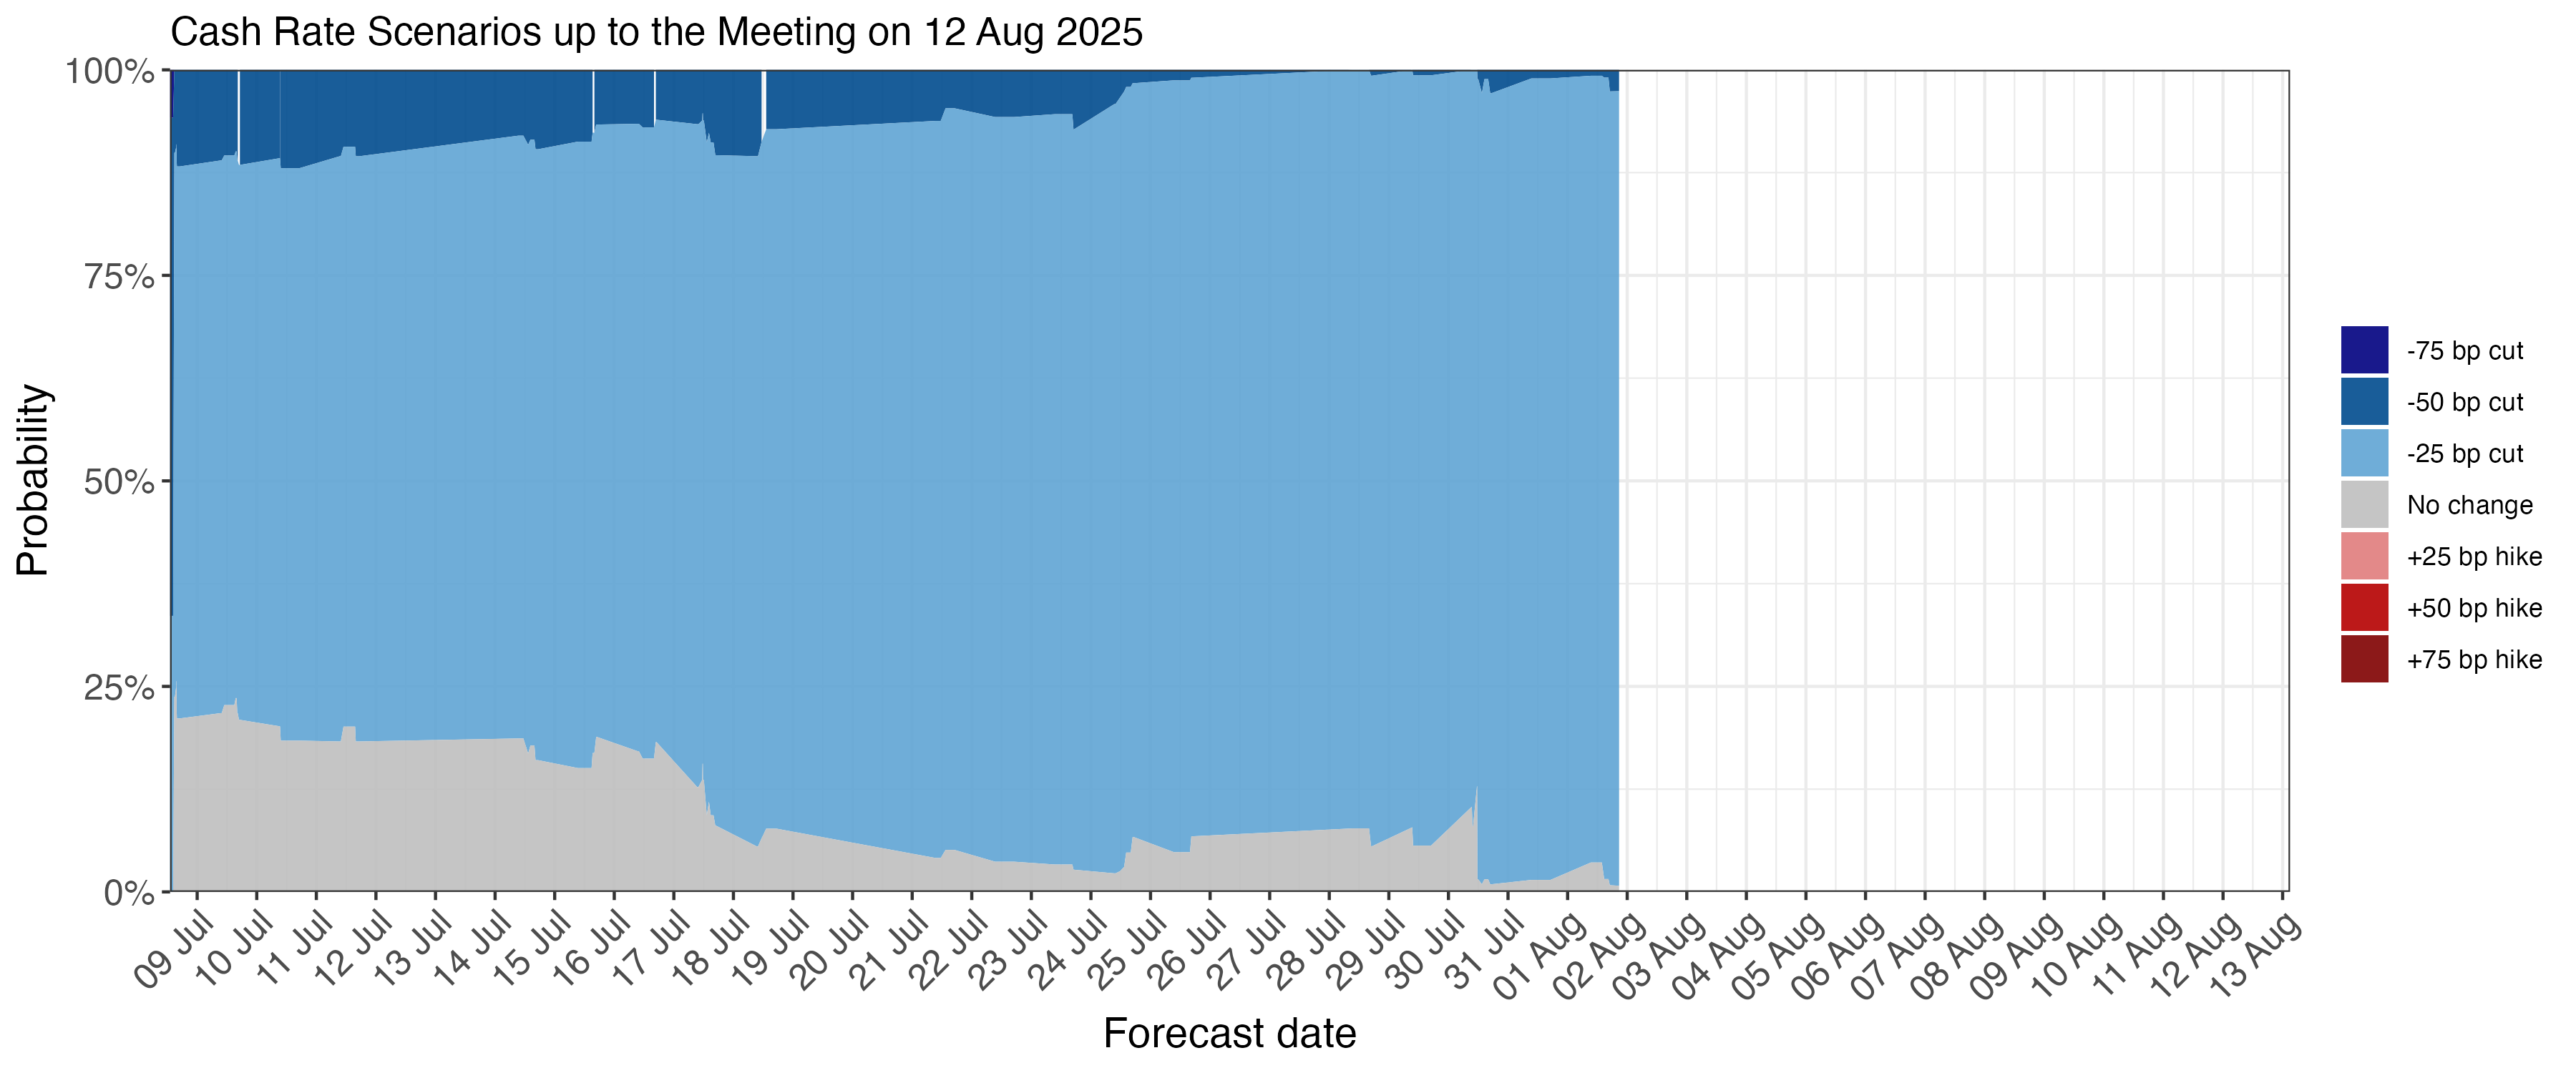 Cash Rate Scenarios up to the Meeting on 12 Aug 2025
100%
75%
50%
25%
0%
Probability
09 Jul
10 Jul
11 Jul
12 Jul
13 Jul
14 Jul
15 Jul
16 Jul
17 Jul
18 Jul
19 Jul
20 Jul
21 Jul
22 Jul
23 Jul
24 Jul
25 Jul
26 Jul
27 Jul
28 Jul
29 Jul
30 Jul
31 Jul
01 Aug
02 Aug
03 Aug
04 Aug
05 Aug
06 Aug
07 Aug
08 Aug
09 Aug
10 Aug
11 Aug
12 Aug
13 Aug
Forecast date
-75 bp cut
-50 bp cut
-25 bp cut
No change
+25 bp hike
+50 bp hike
+75 bp hike